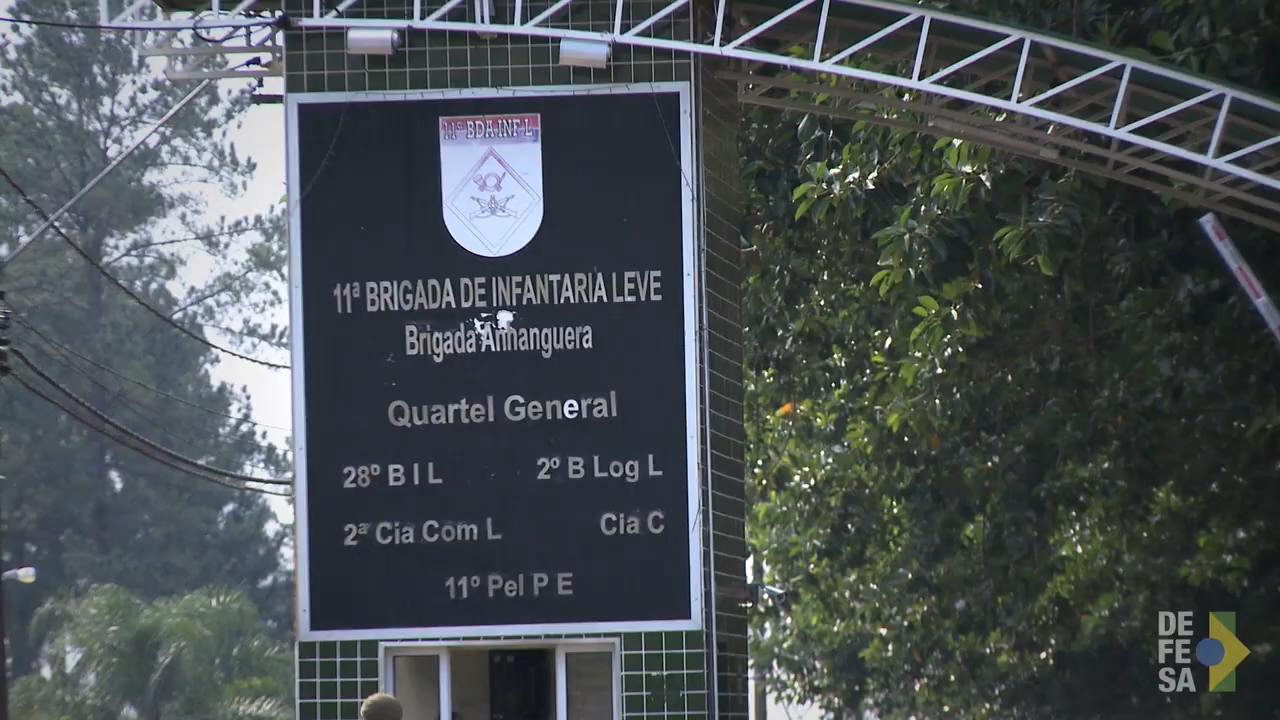 11ª BDA INF L
11ª BRIGADA DE INFANTARIA LEVE
Brigada Anhanguera
Quartel General
28º B I L
2º B Log L
2ª Cia Com L
Cia C
11º Pel P E
DE
FE
SA